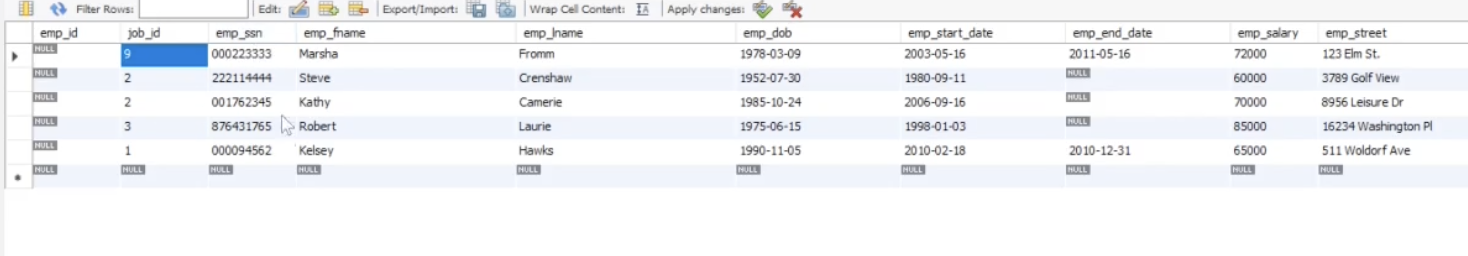 Filter Rows: Edit: Export/Import: Wrap Cell Content: IA Apply changes:
emp_id job_id emp_ssn emp_fname emp_lname emp_dob emp_start_date emp_end_date emp_salary emp_street
NULL 9 000223333 Marsha Fromm 1978-03-09 2003-05-16 2011-05-16 72000 123 Elm St.
NULL 2 222114444 Steve Crenshaw 1952-07-30 1980-09-11 NULL 60000 3789 Golf View
NULL 2 001762345 Kathy Camerie 1985-10-24 2006-09-16 NULL 70000 8956 Leisure Dr
NULL 3 876431765 Robert Laurie 1975-06-15 1998-01-03 NULL 85000 16234 Washington Pl
NULL 1 000094562 Kelsey Hawks 1990-11-05 2010-02-18 2010-12-31 65000 511 Woldorf Ave
NULL NULL NULL NULL NULL NULL NULL NULL NULL NULL